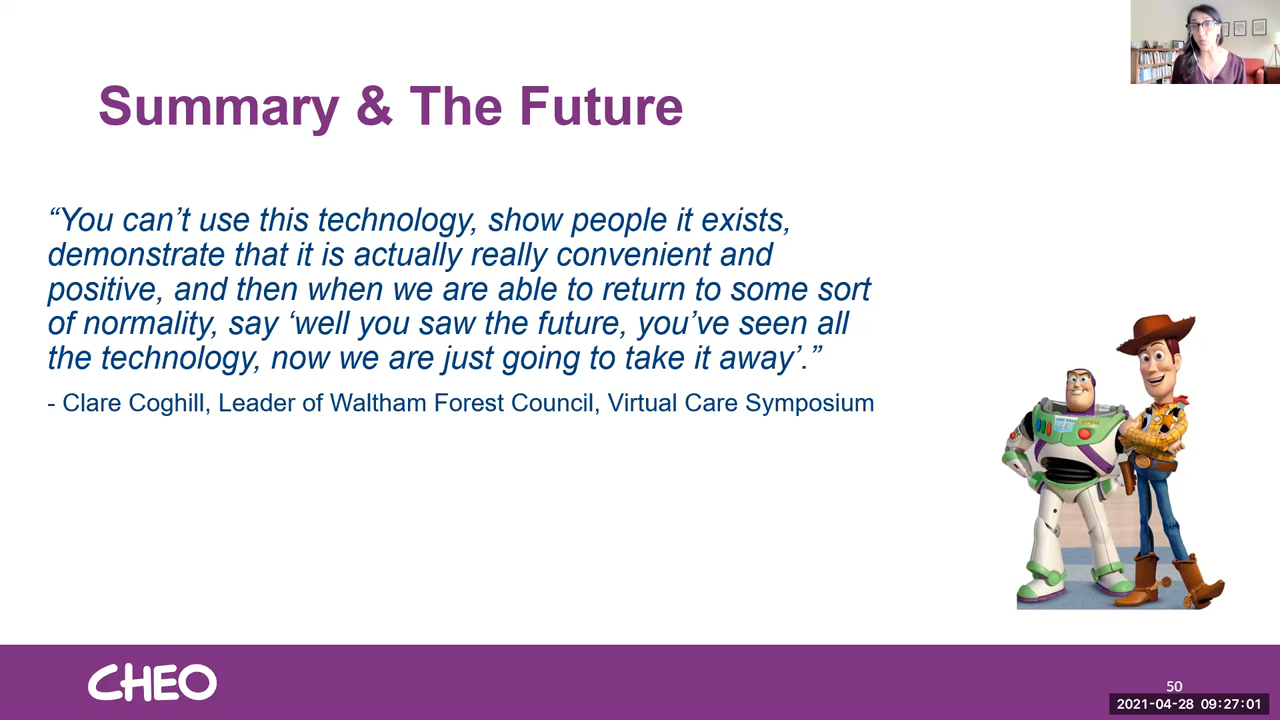 Summary & The Future
“You can’t use this technology, show people it exists,
demonstrate that it is actually really convenient and
positive, and then when we are able to return to some sort
of normality, say ‘well you saw the future, you’ve seen all
the technology, now we are just going to take it away’.”
- Clare Coghill, Leader of Waltham Forest Council, Virtual Care Symposium
CHEO
50
2021-04-28 09:27:01